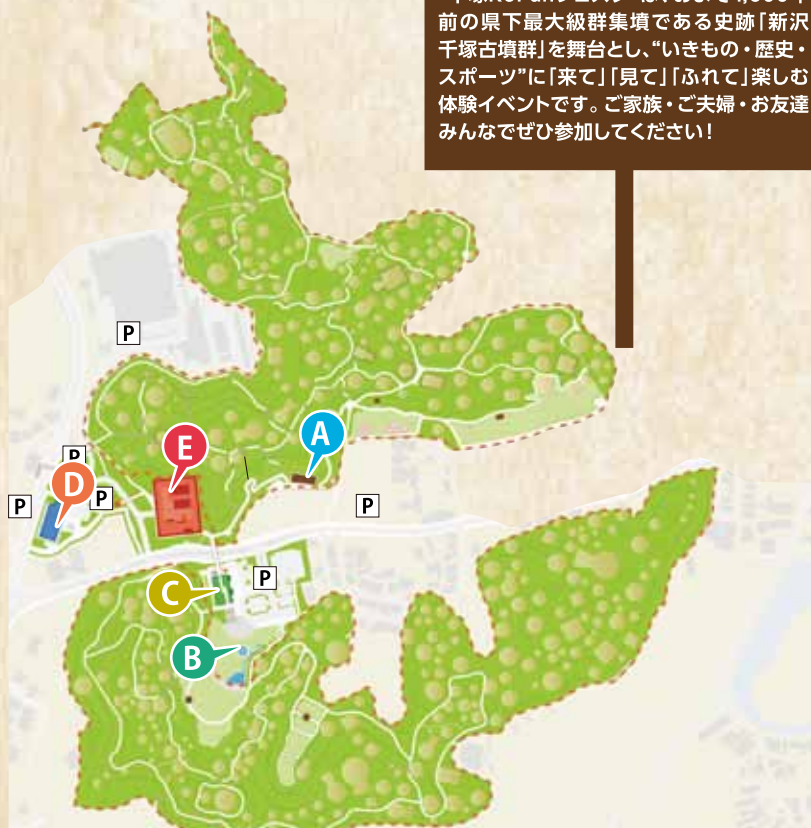 前の県下最大級群集墳である史跡「新沢
千塚古墳群」を舞台とし、“いきもの・歴史・
スポーツ”に「来て」「見て」「ふれて」楽しむ
体験イベントです。ご家族・ご夫婦・お友達
みんなでぜひ参加してください!
P
A
E
P
D
P
P
P
P
C
B